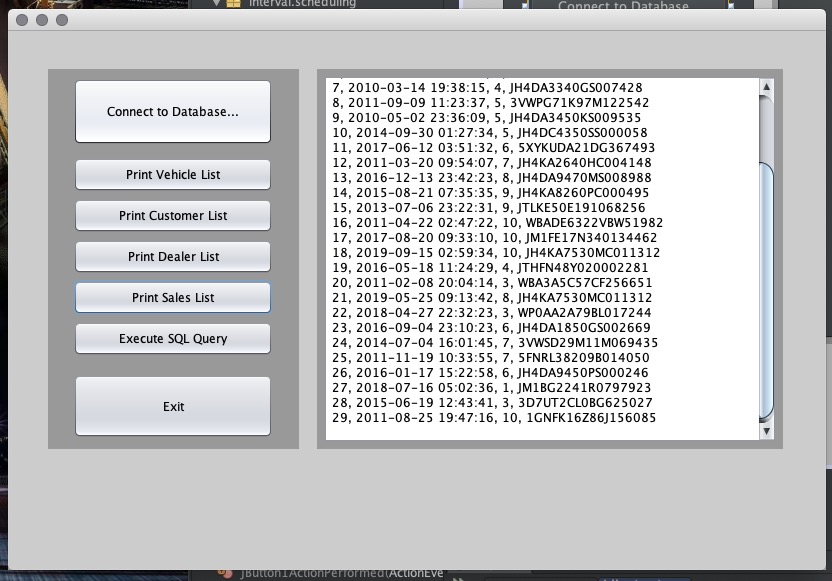 interval.scheduling
Connect to Database
Connect to Database...
Print Vehicle List
Print Customer List
Print Dealer List
Print Sales List
Execute SQL Query
Exit
7, 2010-03-14 19:38:15, 4, JH4DA3340GS007428
8, 2011-09-09 11:23:37, 5, 3VWPG71K97M122542
9, 2010-05-02 23:36:09, 5, JH4DA3450KS009535
10, 2014-09-30 01:27:34, 5, JH4DC4350SS000058
11, 2017-06-12 03:51:32, 6, 5XYKUDA21DG367493
12, 2011-03-20 09:54:07, 7, JH4KA2640HC004148
13, 2016-12-13 23:42:23, 8, JH4DA9470MS008988
14, 2015-08-21 07:35:35, 9, JH4KA8260PC000495
15, 2013-07-06 23:22:31, 9, JTLKE50E191068256
16, 2011-04-22 02:47:22, 10, WBADE6322VBW51982
17, 2017-08-20 09:33:10, 10, JM1FE17N340134462
18, 2019-09-15 02:59:34, 10, JH4KA7530MC011312
19, 2016-05-18 11:24:29, 4, JTHFN48Y020002281
20, 2011-02-08 20:04:14, 3, WBA3A5C57CF256651
21, 2019-05-25 09:13:42, 8, JH4KA7530MC011312
22, 2018-04-27 22:32:23, 3, WP0AA2A79BL017244
23, 2016-09-04 23:10:23, 6, JH4DA1850GS002669
24, 2014-07-04 16:01:45, 7, 3VWSD29M11M069435
25, 2011-11-19 10:33:55, 7, 5FNRL38209B014050
26, 2016-01-17 15:22:58, 6, JH4DA9450PS000246
27, 2018-07-16 05:02:36, 1, JM1BG2241R0797923
28, 2015-06-19 12:43:41, 3, 3D7UT2CL0BG625027
29, 2011-08-25 19:47:16, 10, 1GNFK16Z86J156085
jButton1ActionPerformed(ActionEve